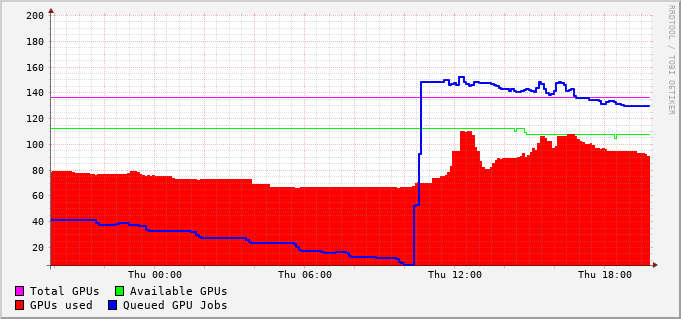 200
180
160
140
120
100
80
60
40
20
Thu 00:00 Thu 06:00 Thu 12:00 Thu 18:00
Total GPUs Available GPUs
GPUs used Queued GPU Jobs
RRDTOOL / TOBI OETIKER